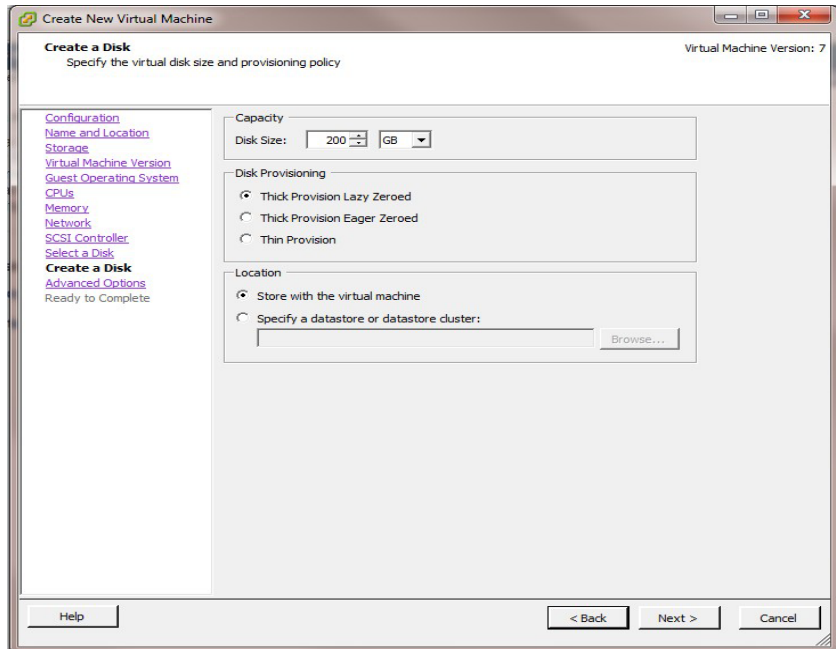 Create New Virtual Machine
Create a Disk
Specify the virtual disk size and provisioning policy
Virtual Machine Version: 7
Configuration
Name and Location
Storage
Virtual Machine Version
Guest Operating System
CPUs
Memory
Network
SCSI Controller
Select a Disk
Create a Disk
Advanced Options
Ready to Complete
Capacity
Disk Size: 200 GB
Disk Provisioning
Thick Provision Lazy Zeroed
Thick Provision Eager Zeroed
Thin Provision
Location
Store with the virtual machine
Specify a datastore or datastore cluster:
Browse...
Help
< Back
Next >
Cancel